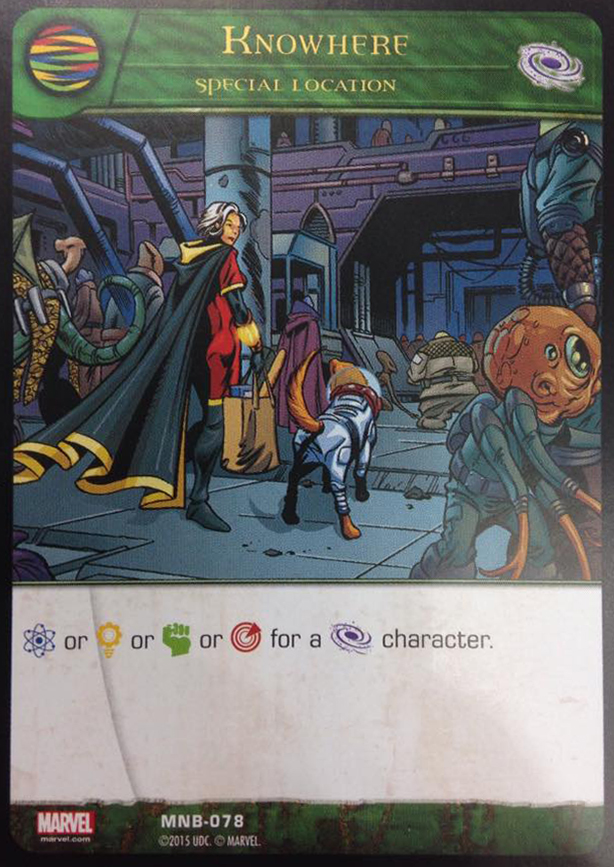 Knowhere
Special Location
or or or for a character.
MARVEL
marvel.com
MNB-078
©2015 UDC. © MARVEL.